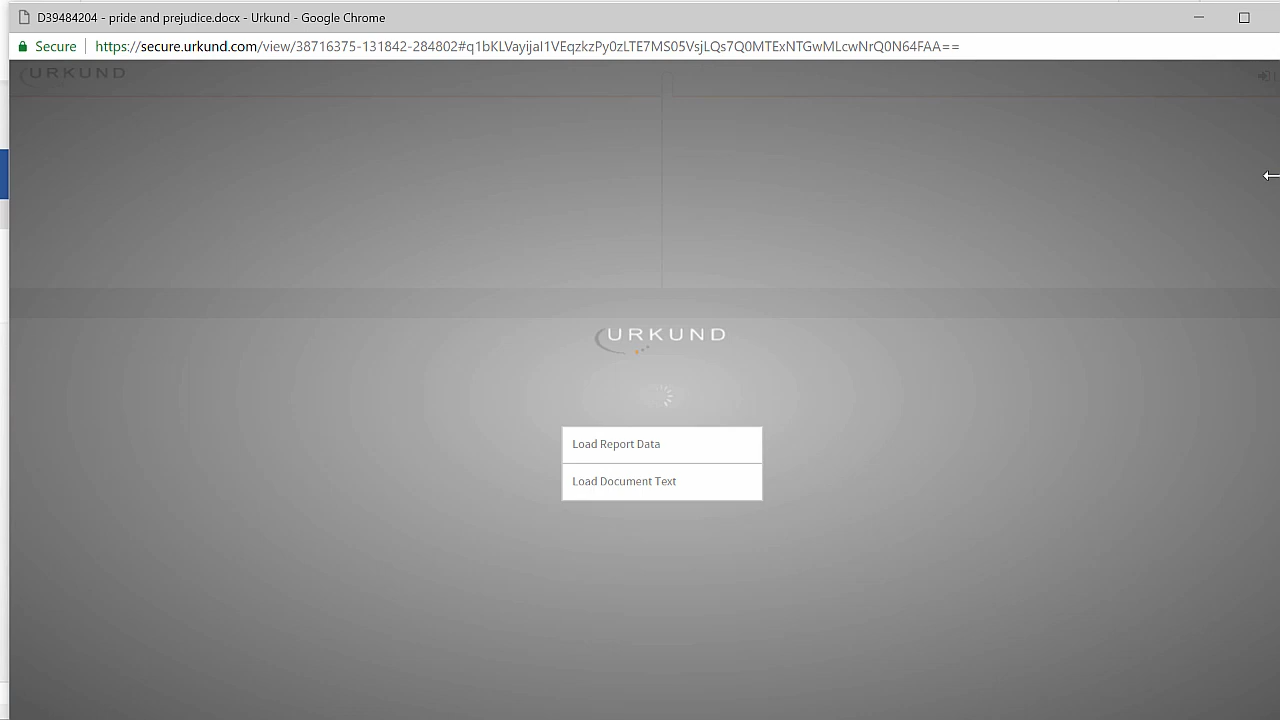 D39484204 - pride and prejudice.docx - Urkund - Google Chrome
Secure https://secure.urkund.com/view/38716375-131842-284802#q1bKLVayijaI1VEqzkzPy0zLTE7MS05VsjLQs7Q0MTExNTGwMLcwNrQ0N64FAA==
URKUND
URKUND
Load Report Data
Load Document Text